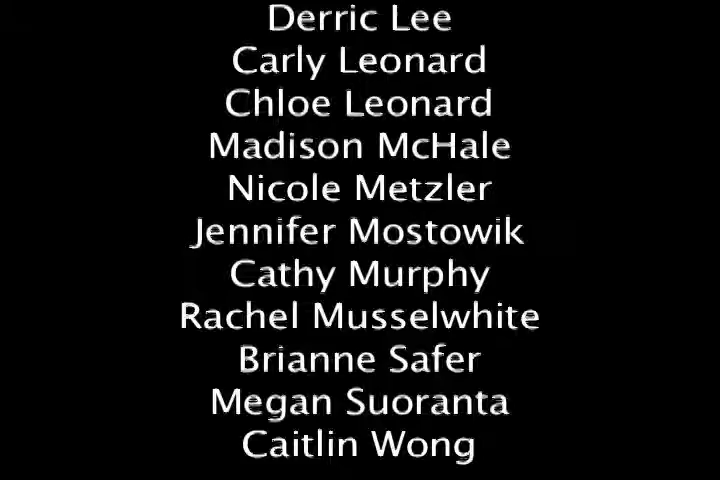 Derric Lee
Carly Leonard
Chloe Leonard
Madison McHale
Nicole Metzler
Jennifer Mostowik
Cathy Murphy
Rachel Musselwhite
Brianne Safer
Megan Suoranta
Caitlin Wong